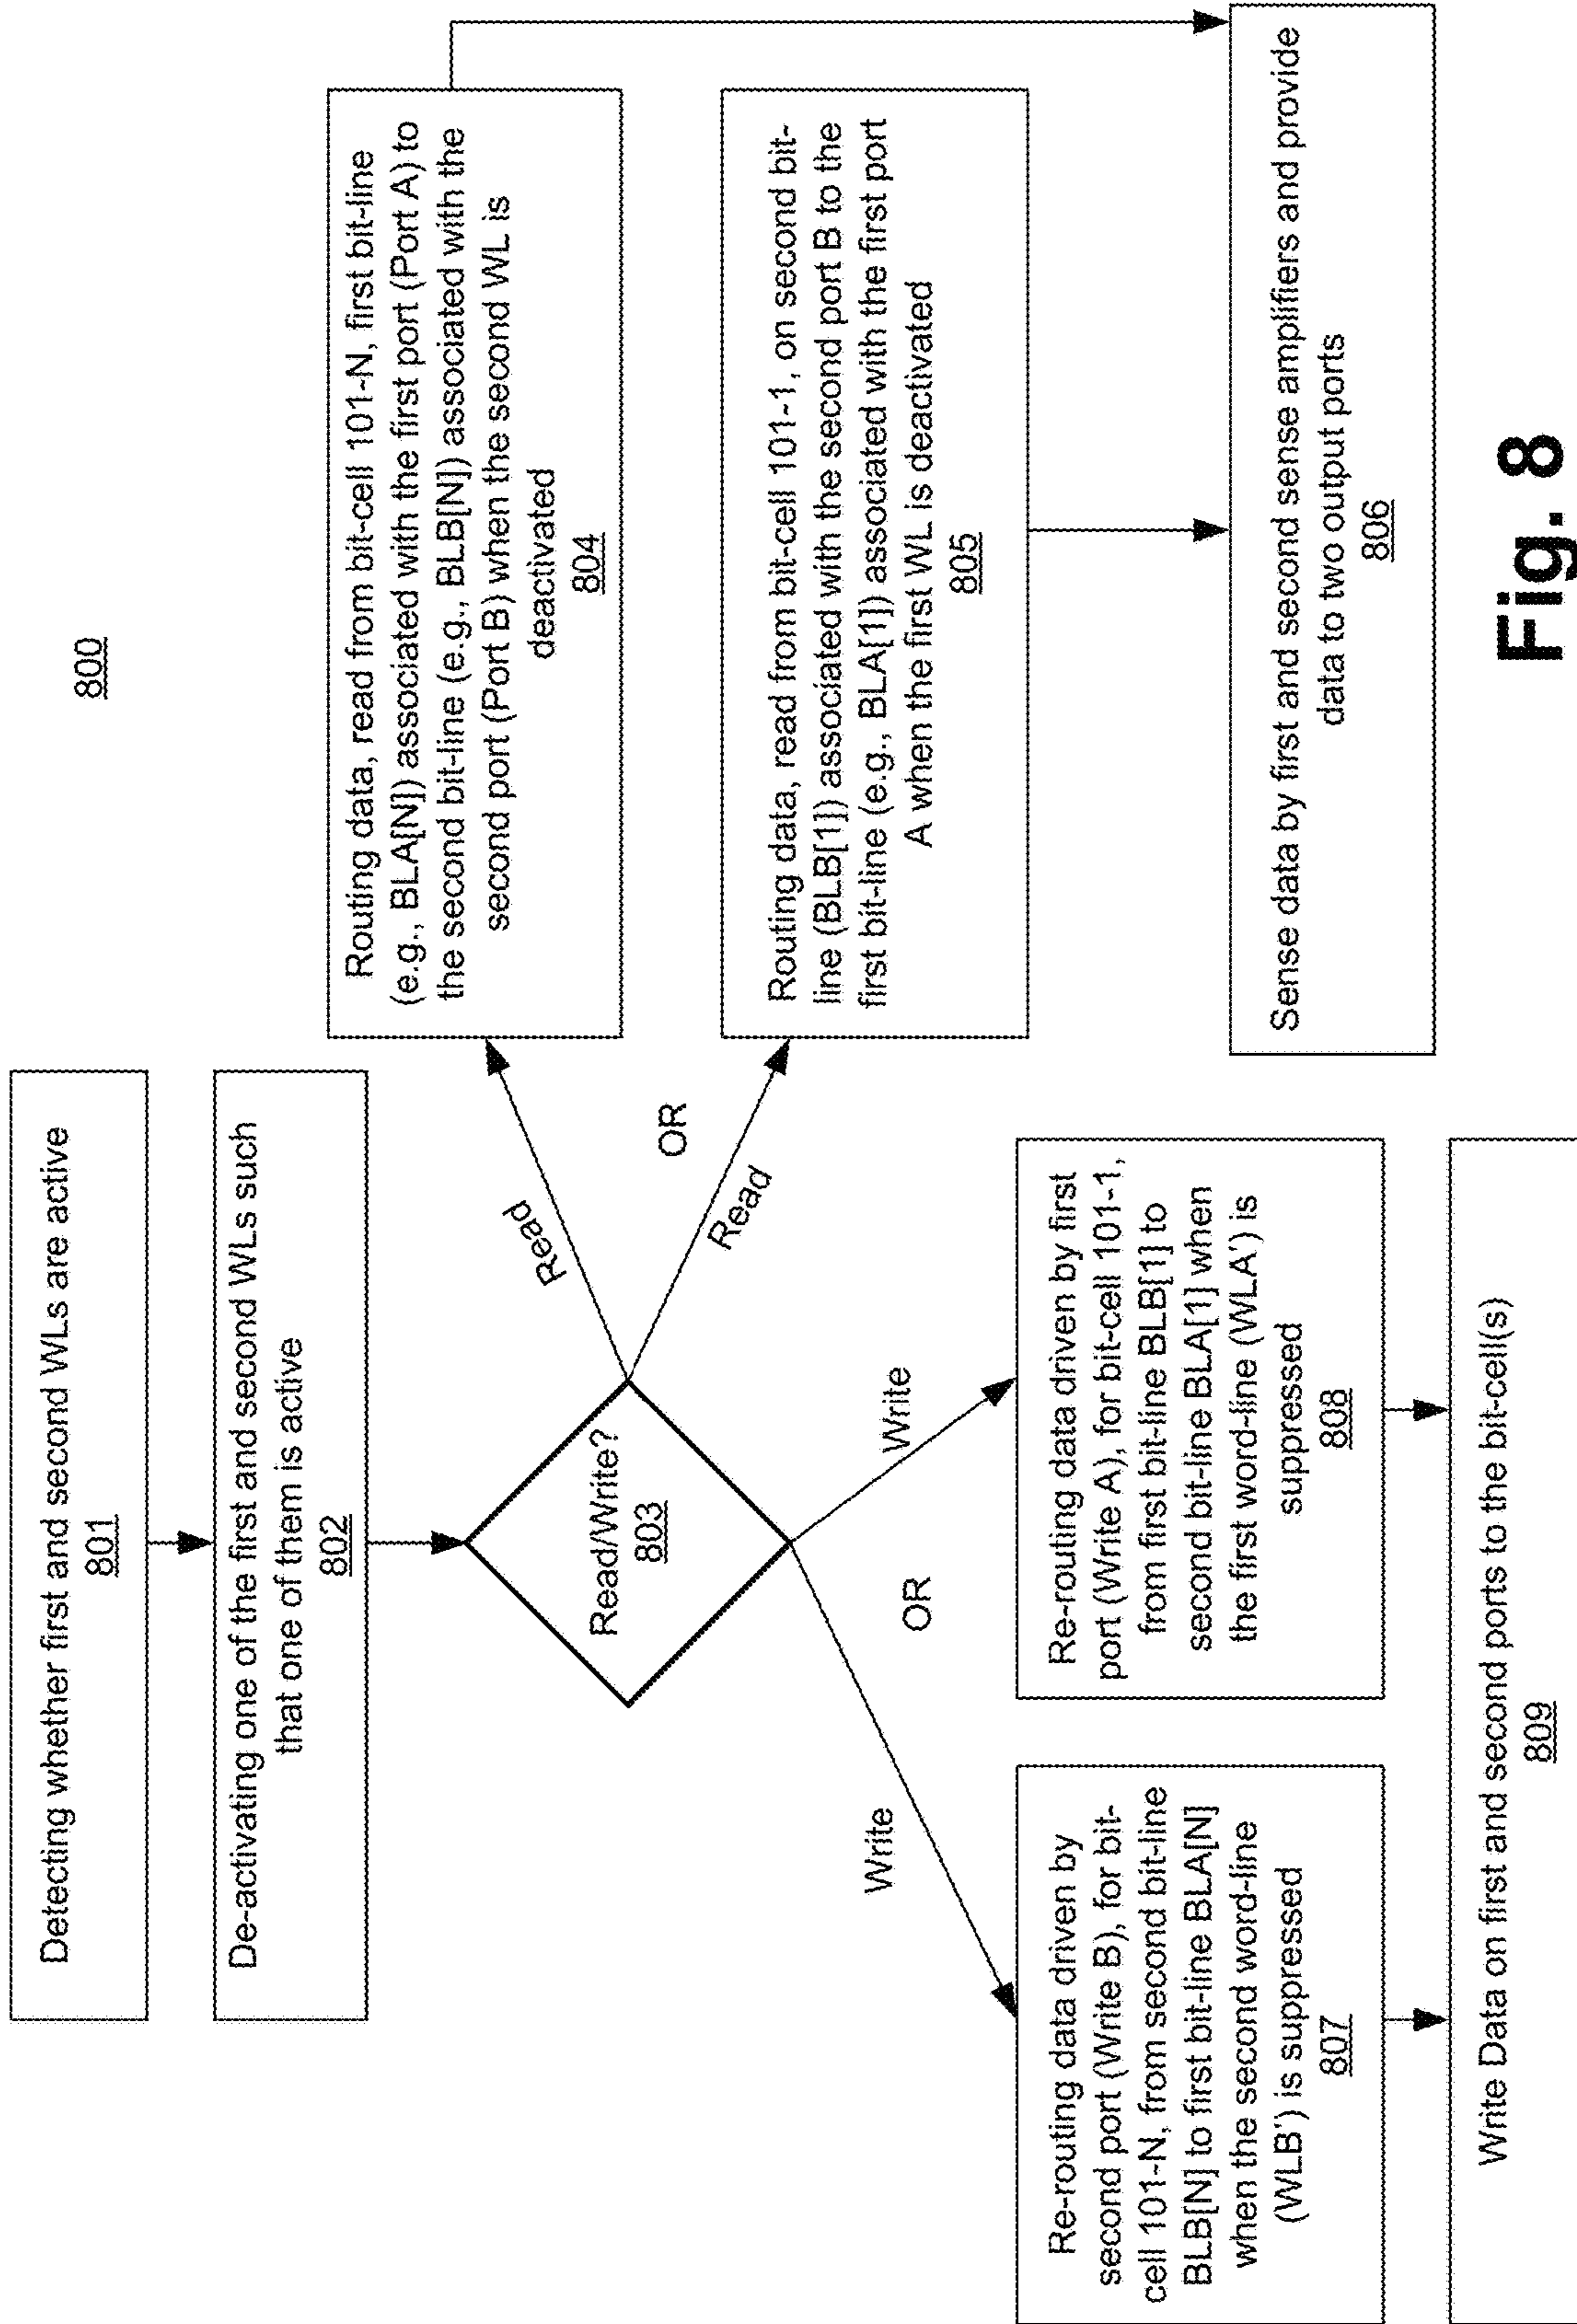 800
Detecting whether first and second WLs are active
801
De-activating one of the first and second WLs such
that one of them is active
802
Read/Write?
803
Read
OR
Read
Routing data, read from bit-cell 101-N, first bit-line
(e.g., BLA[N]) associated with the first port (Port A) to
the second bit-line (e.g., BLB[N]) associated with the
second port (Port B) when the second WL is
deactivated
804
Routing data, read from bit-cell 101-1, on second bit-
line (BLB[1]) associated with the second port B to the
first bit-line (e.g., BLA[1]) associated with the first port
A when the first WL is deactivated
805
Sense data by first and second sense amplifiers and provide
data to two output ports
806
Write
OR
Write
Re-routing data driven by
second port (Write B), for bit-
cell 101-N, from second bit-line
BLB[N] to first bit-line BLA[N]
when the second word-line
(WLB') is suppressed
807
Re-routing data driven by first
port (Write A), for bit-cell 101-1,
from first bit-line BLB[1] to
second bit-line BLA[1] when
the first word-line (WLA') is
suppressed
808
Write Data on first and second ports to the bit-cell(s)
809
Fig. 8